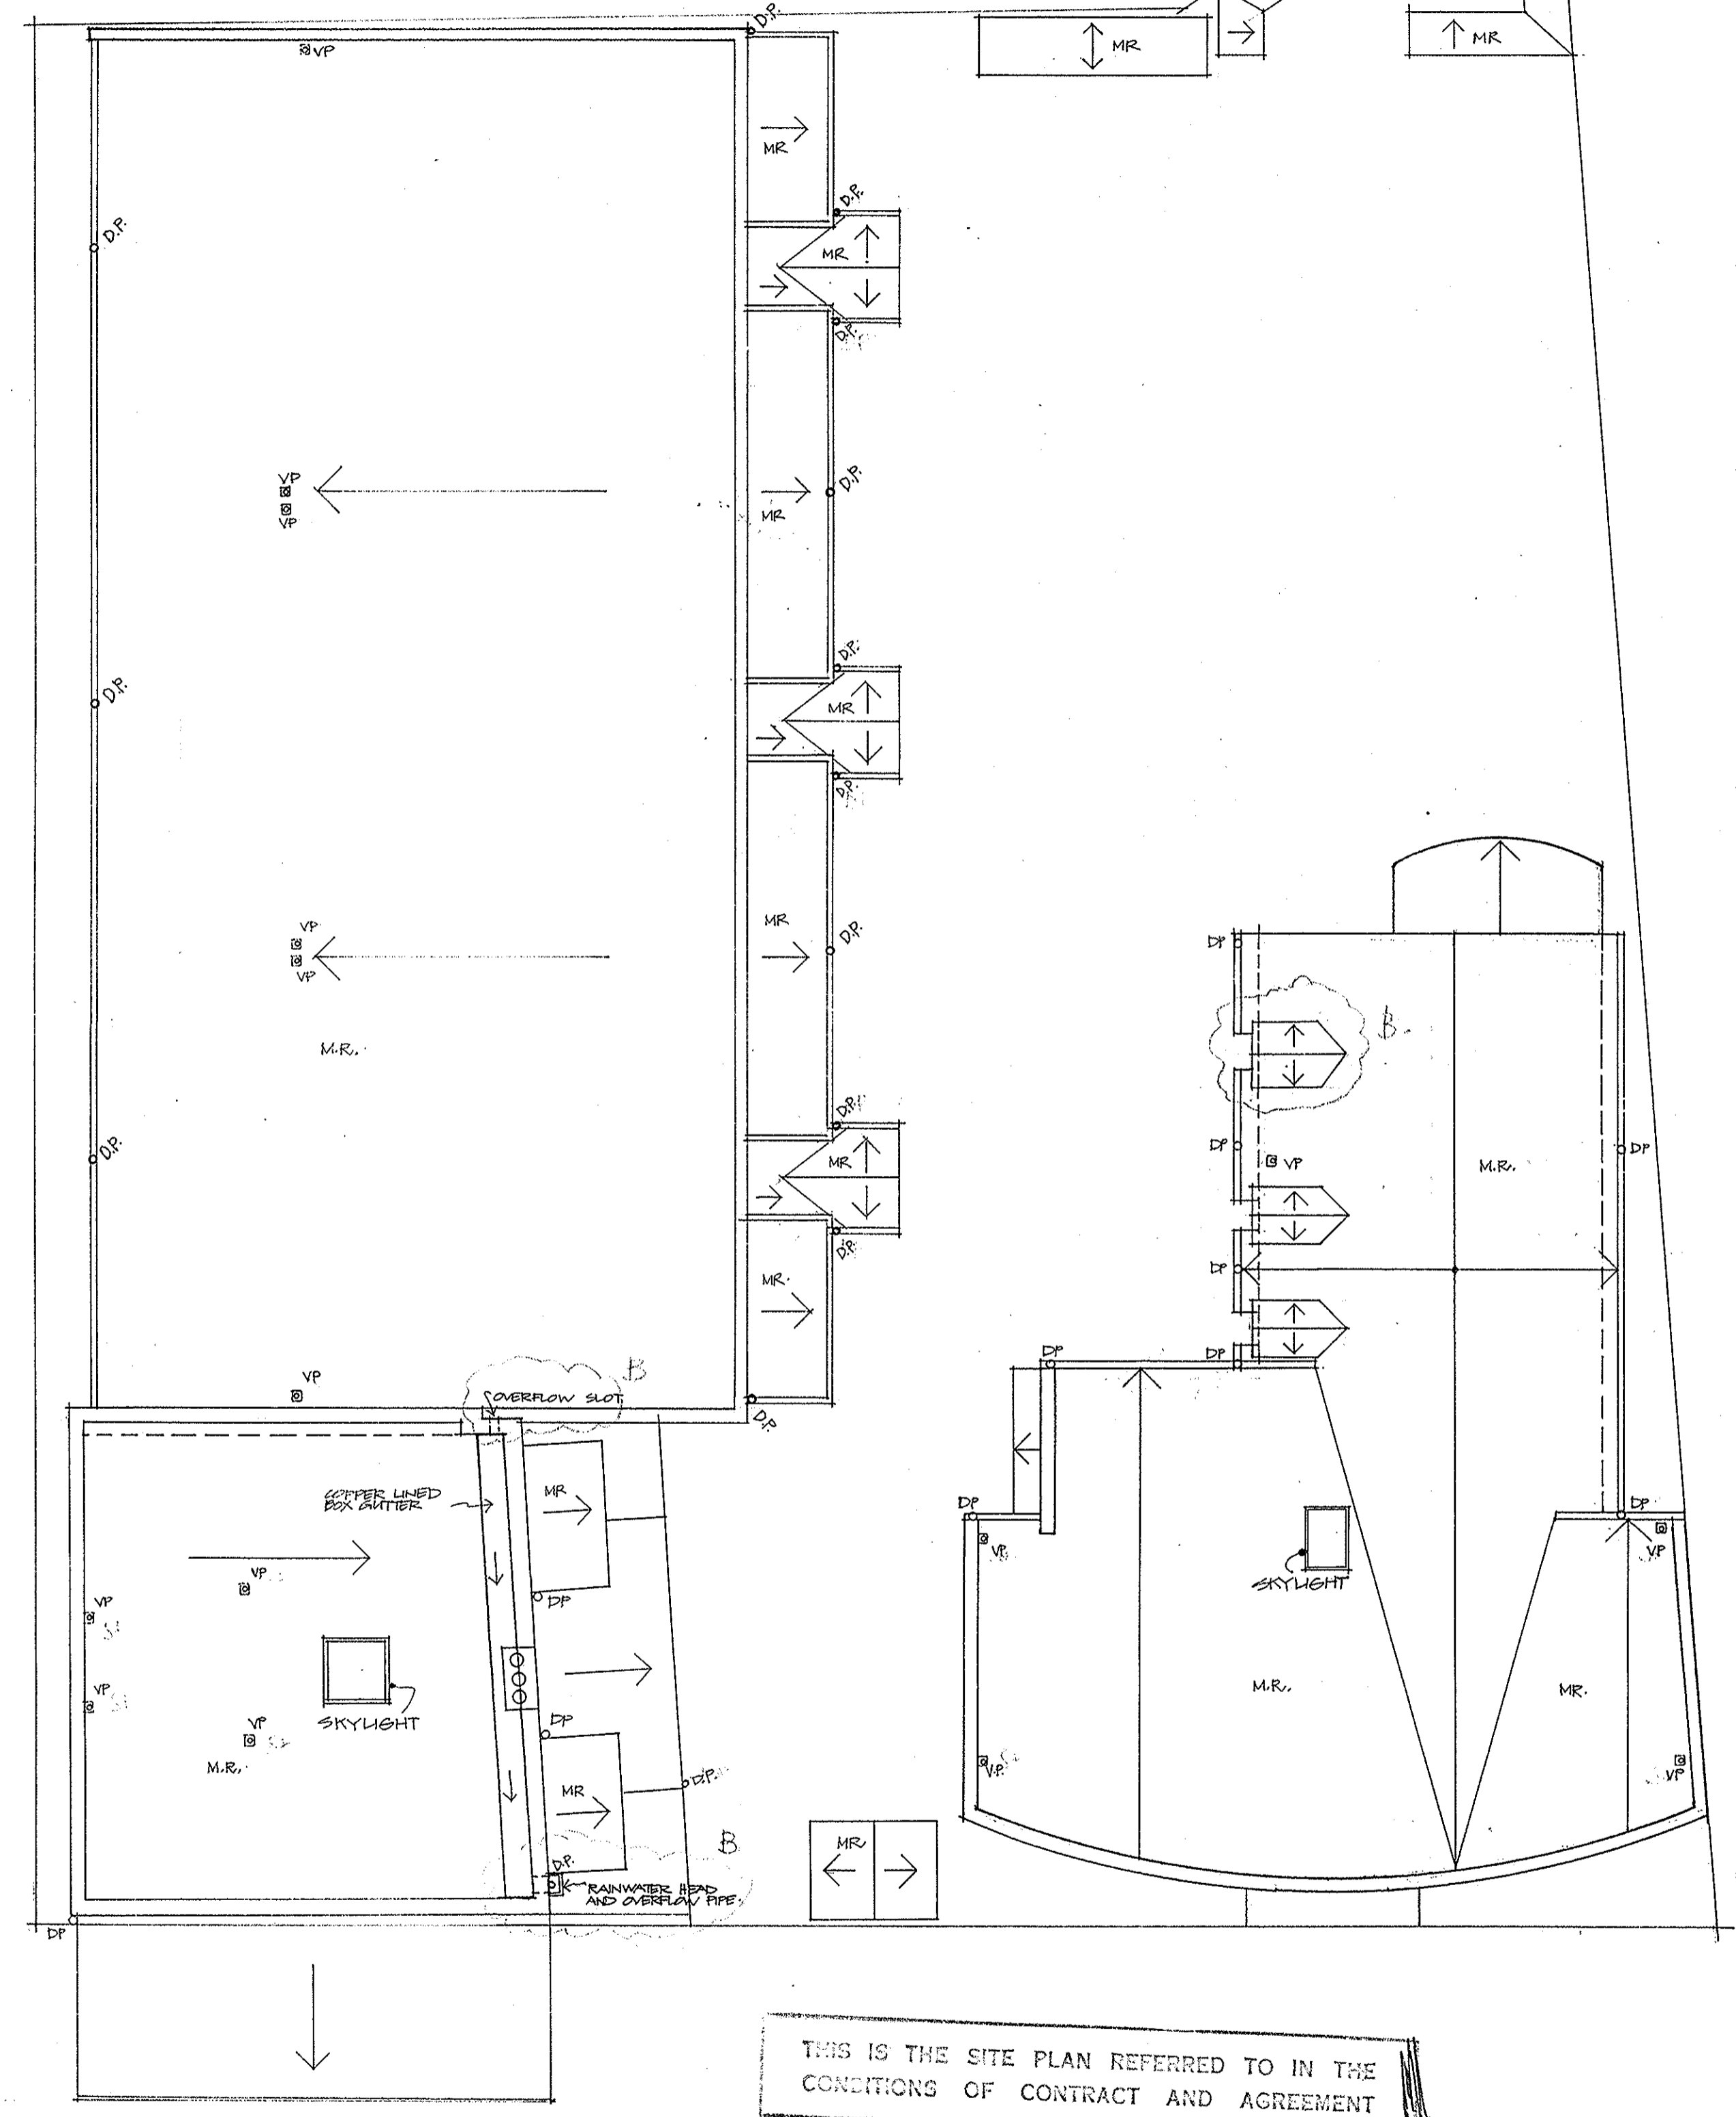 D.P.
VP
MR
MR
MR
D.P.
MR
D.P.
D.P.
VP
VP
MR
D.P.
D.P.
D.P.
MR
D.P.
VP
VP
MR
D.P.
M.R.
D.P.
D.P.
MR
D.P.
MR.
VP
D.P.
B
OVERFLOW SLOT
COPPER LINED
BOX GUTTER
MR
VP
VP
DP
VP
SKYLIGHT
VP
M.R.
DP
D.P.
MR
B
D.P.
RAINWATER HEAD
AND OVERFLOW PIPE.
DP
MR
DP
B.
DP
VP
M.R.
DP
DP
DP
DP
DP
DP
VP
VP
SKYLIGHT
M.R.
MR.
V.P.
VP
THIS IS THE SITE PLAN REFERRED TO IN THE
CONDITIONS OF CONTRACT AND AGREEMENT